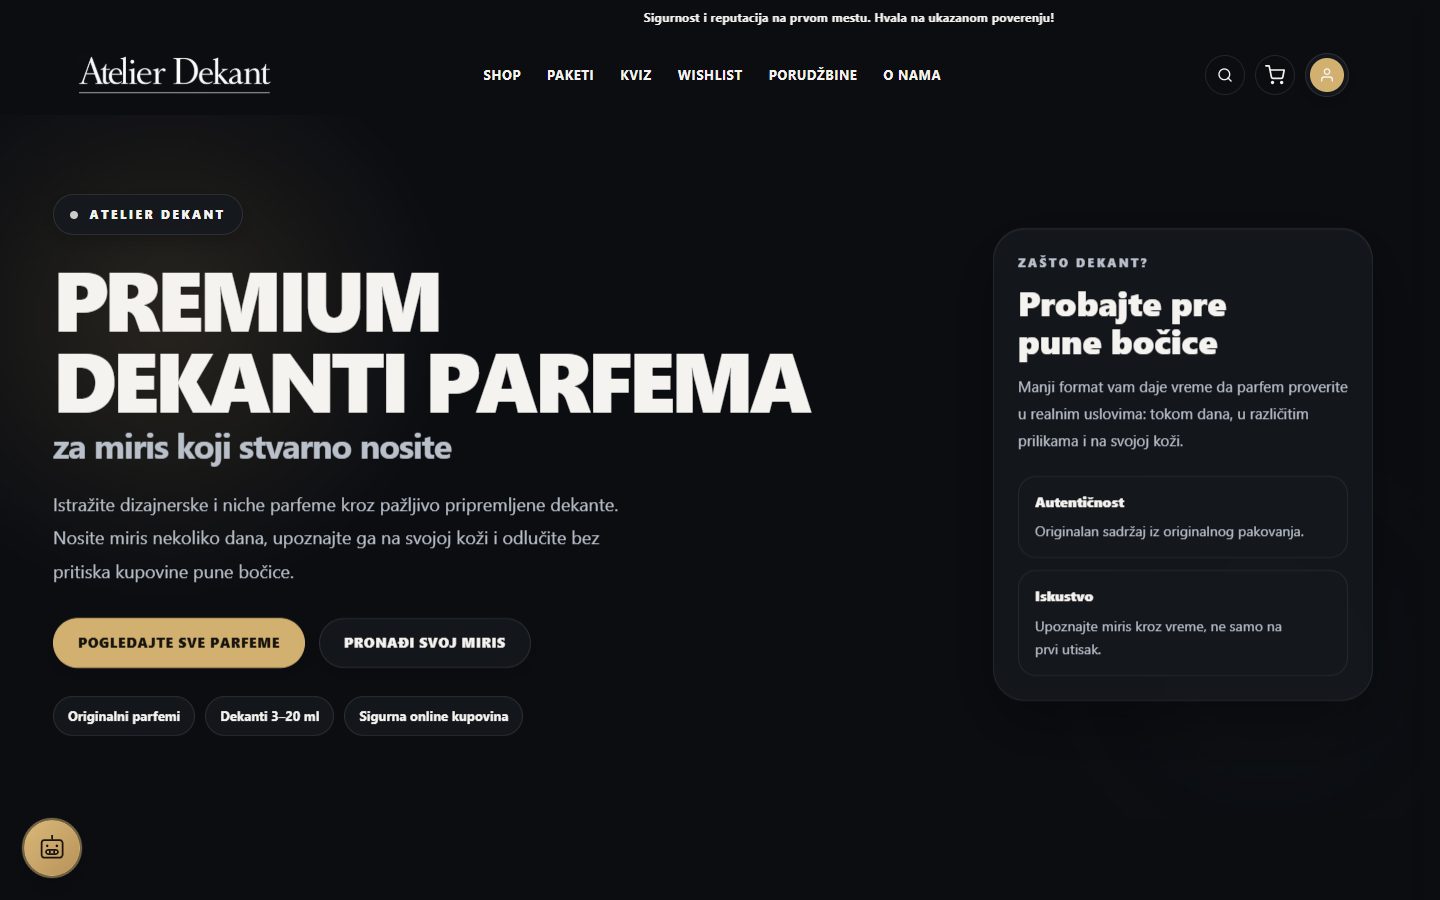 Sigurnost i reputacija na prvom mestu. Hvala na ukazanom poverenju!
Atelier Dekant
SHOP PAKETI KVIZ WISHLIST PORUDŽBINE O NAMA
ATELIER DEKANT
PREMIUM
DEKANTI PARFEMA
za miris koji stvarno nosite
Istražite dizajnerske i niche parfeme kroz pažljivo pripremljene dekante.
Nosite miris nekoliko dana, upoznajte ga na svojoj koži i odlučite bez
pritiska kupovine pune bočice.
POGLEDAJTE SVE PARFEME
PRONAĐI SVOJ MIRIS
Originalni parfemi
Dekanti 3–20 ml
Sigurna online kupovina
ZAŠTO DEKANT?
Probajte pre
pune bočice
Manji format vam daje vreme da parfem proverite
u realnim uslovima: tokom dana, u različitim
prilikama i na svojoj koži.
Autentičnost
Originalan sadržaj iz originalnog pakovanja.
Iskustvo
Upoznajte miris kroz vreme, ne samo na
prvi utisak.